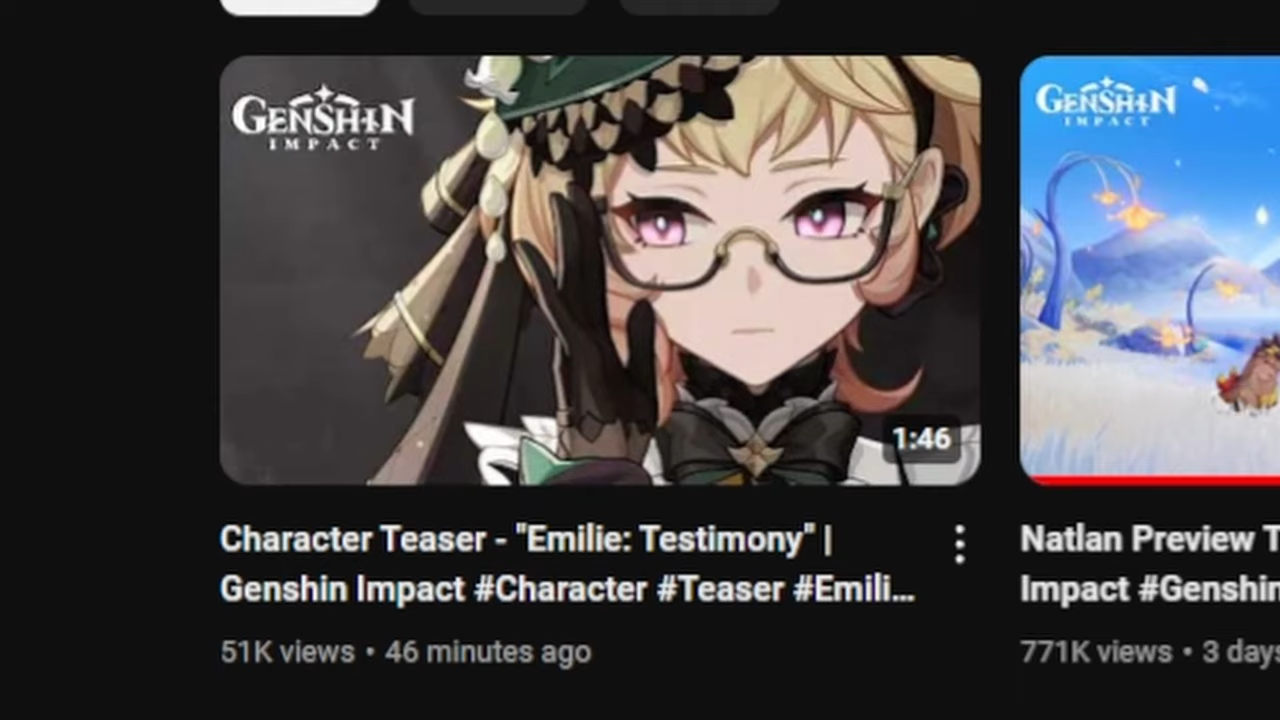 GENSHIN
IMPACT
GENSHIN
IMPACT
1:46
Character Teaser - "Emilie: Testimony" |
Genshin Impact #Character #Teaser #Emili...
51K views • 46 minutes ago
Natlan Preview T
Impact #Genshin
771K views • 3 days